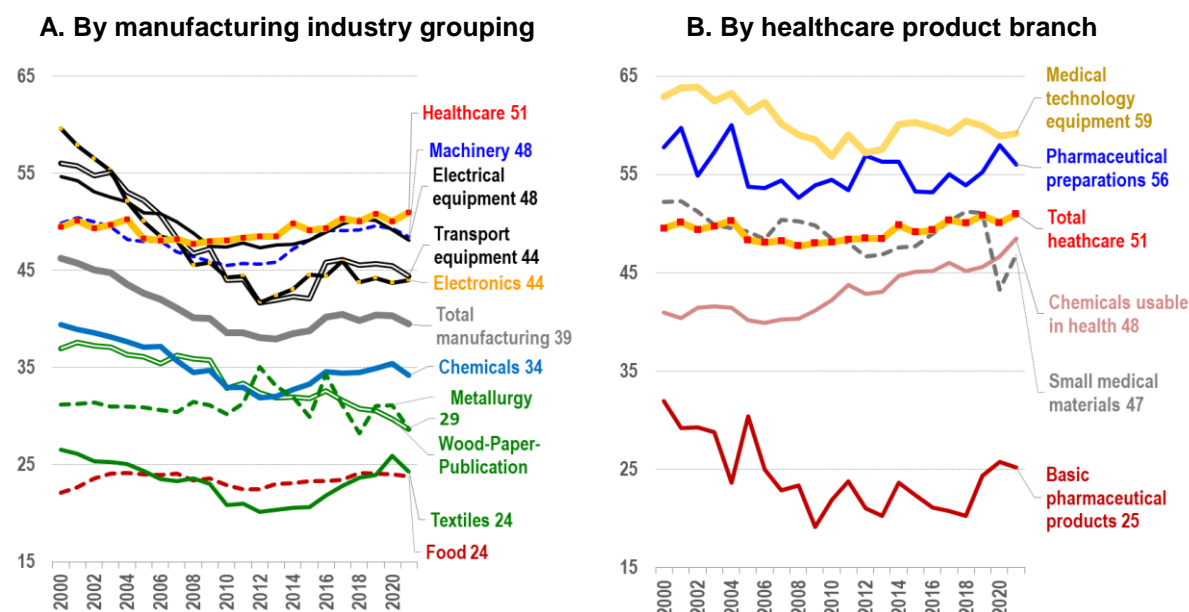 A. By manufacturing industry grouping
65
55
45
35
25
15
2000
2002
2004
2006
2008
2010
2012
2014
2016
2018
2020
Healthcare 51
Machinery 48
Electrical
equipment 48
Transport
equipment 44
Electronics 44
Total
manufacturing 39
Chemicals 34
Metallurgy
29
Wood-Paper-
Publication
Textiles 24
Food 24
B. By healthcare product branch
65
55
45
35
25
15
2000
2002
2004
2006
2008
2010
2012
2014
2016
2018
2020
Medical
technology
equipment 59
Pharmaceutical
preparations 56
Total
heathcare 51
Chemicals usable
in health 48
Small medical
materials 47
Basic
pharmaceutical
products 25